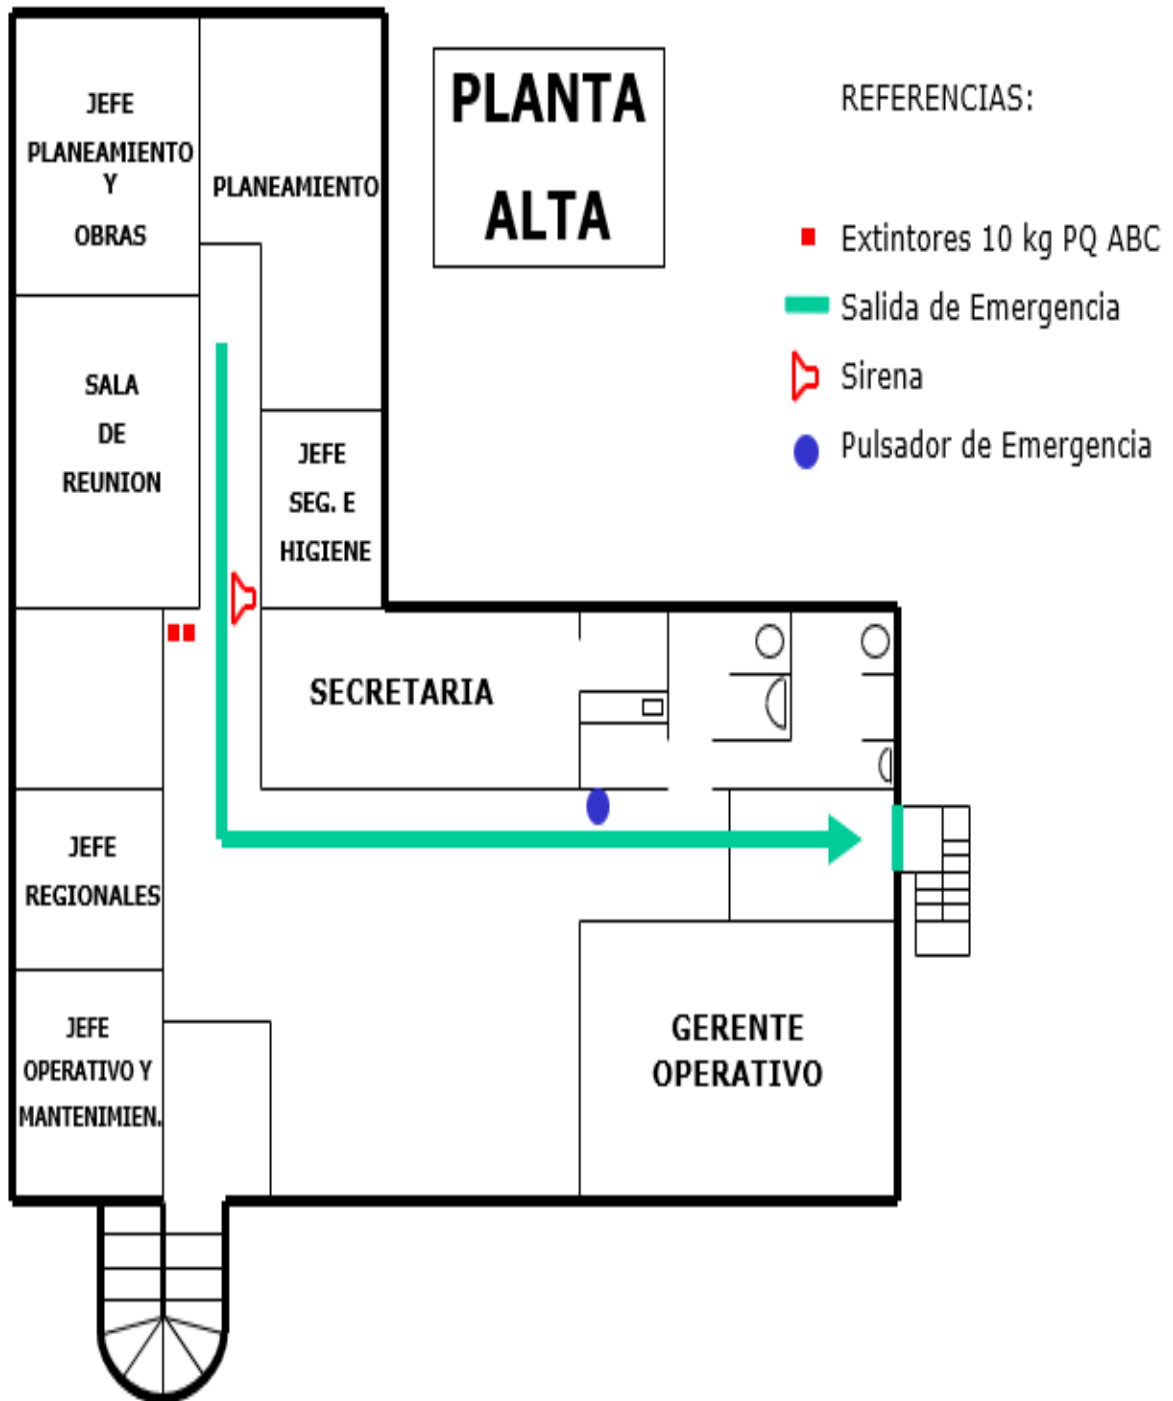 PLANTA
ALTA
REFERENCIAS:
Extintores 10 kg PQ ABC
Salida de Emergencia
Sirena
Pulsador de Emergencia
JEFE
PLANEAMIENTO
Y
OBRAS
PLANEAMIENTO
SALA
DE
REUNION
JEFE
SEG. E
HIGIENE
SECRETARIA
JEFE
REGIONALES
JEFE
OPERATIVO Y
MANTENIMIEN.
GERENTE
OPERATIVO